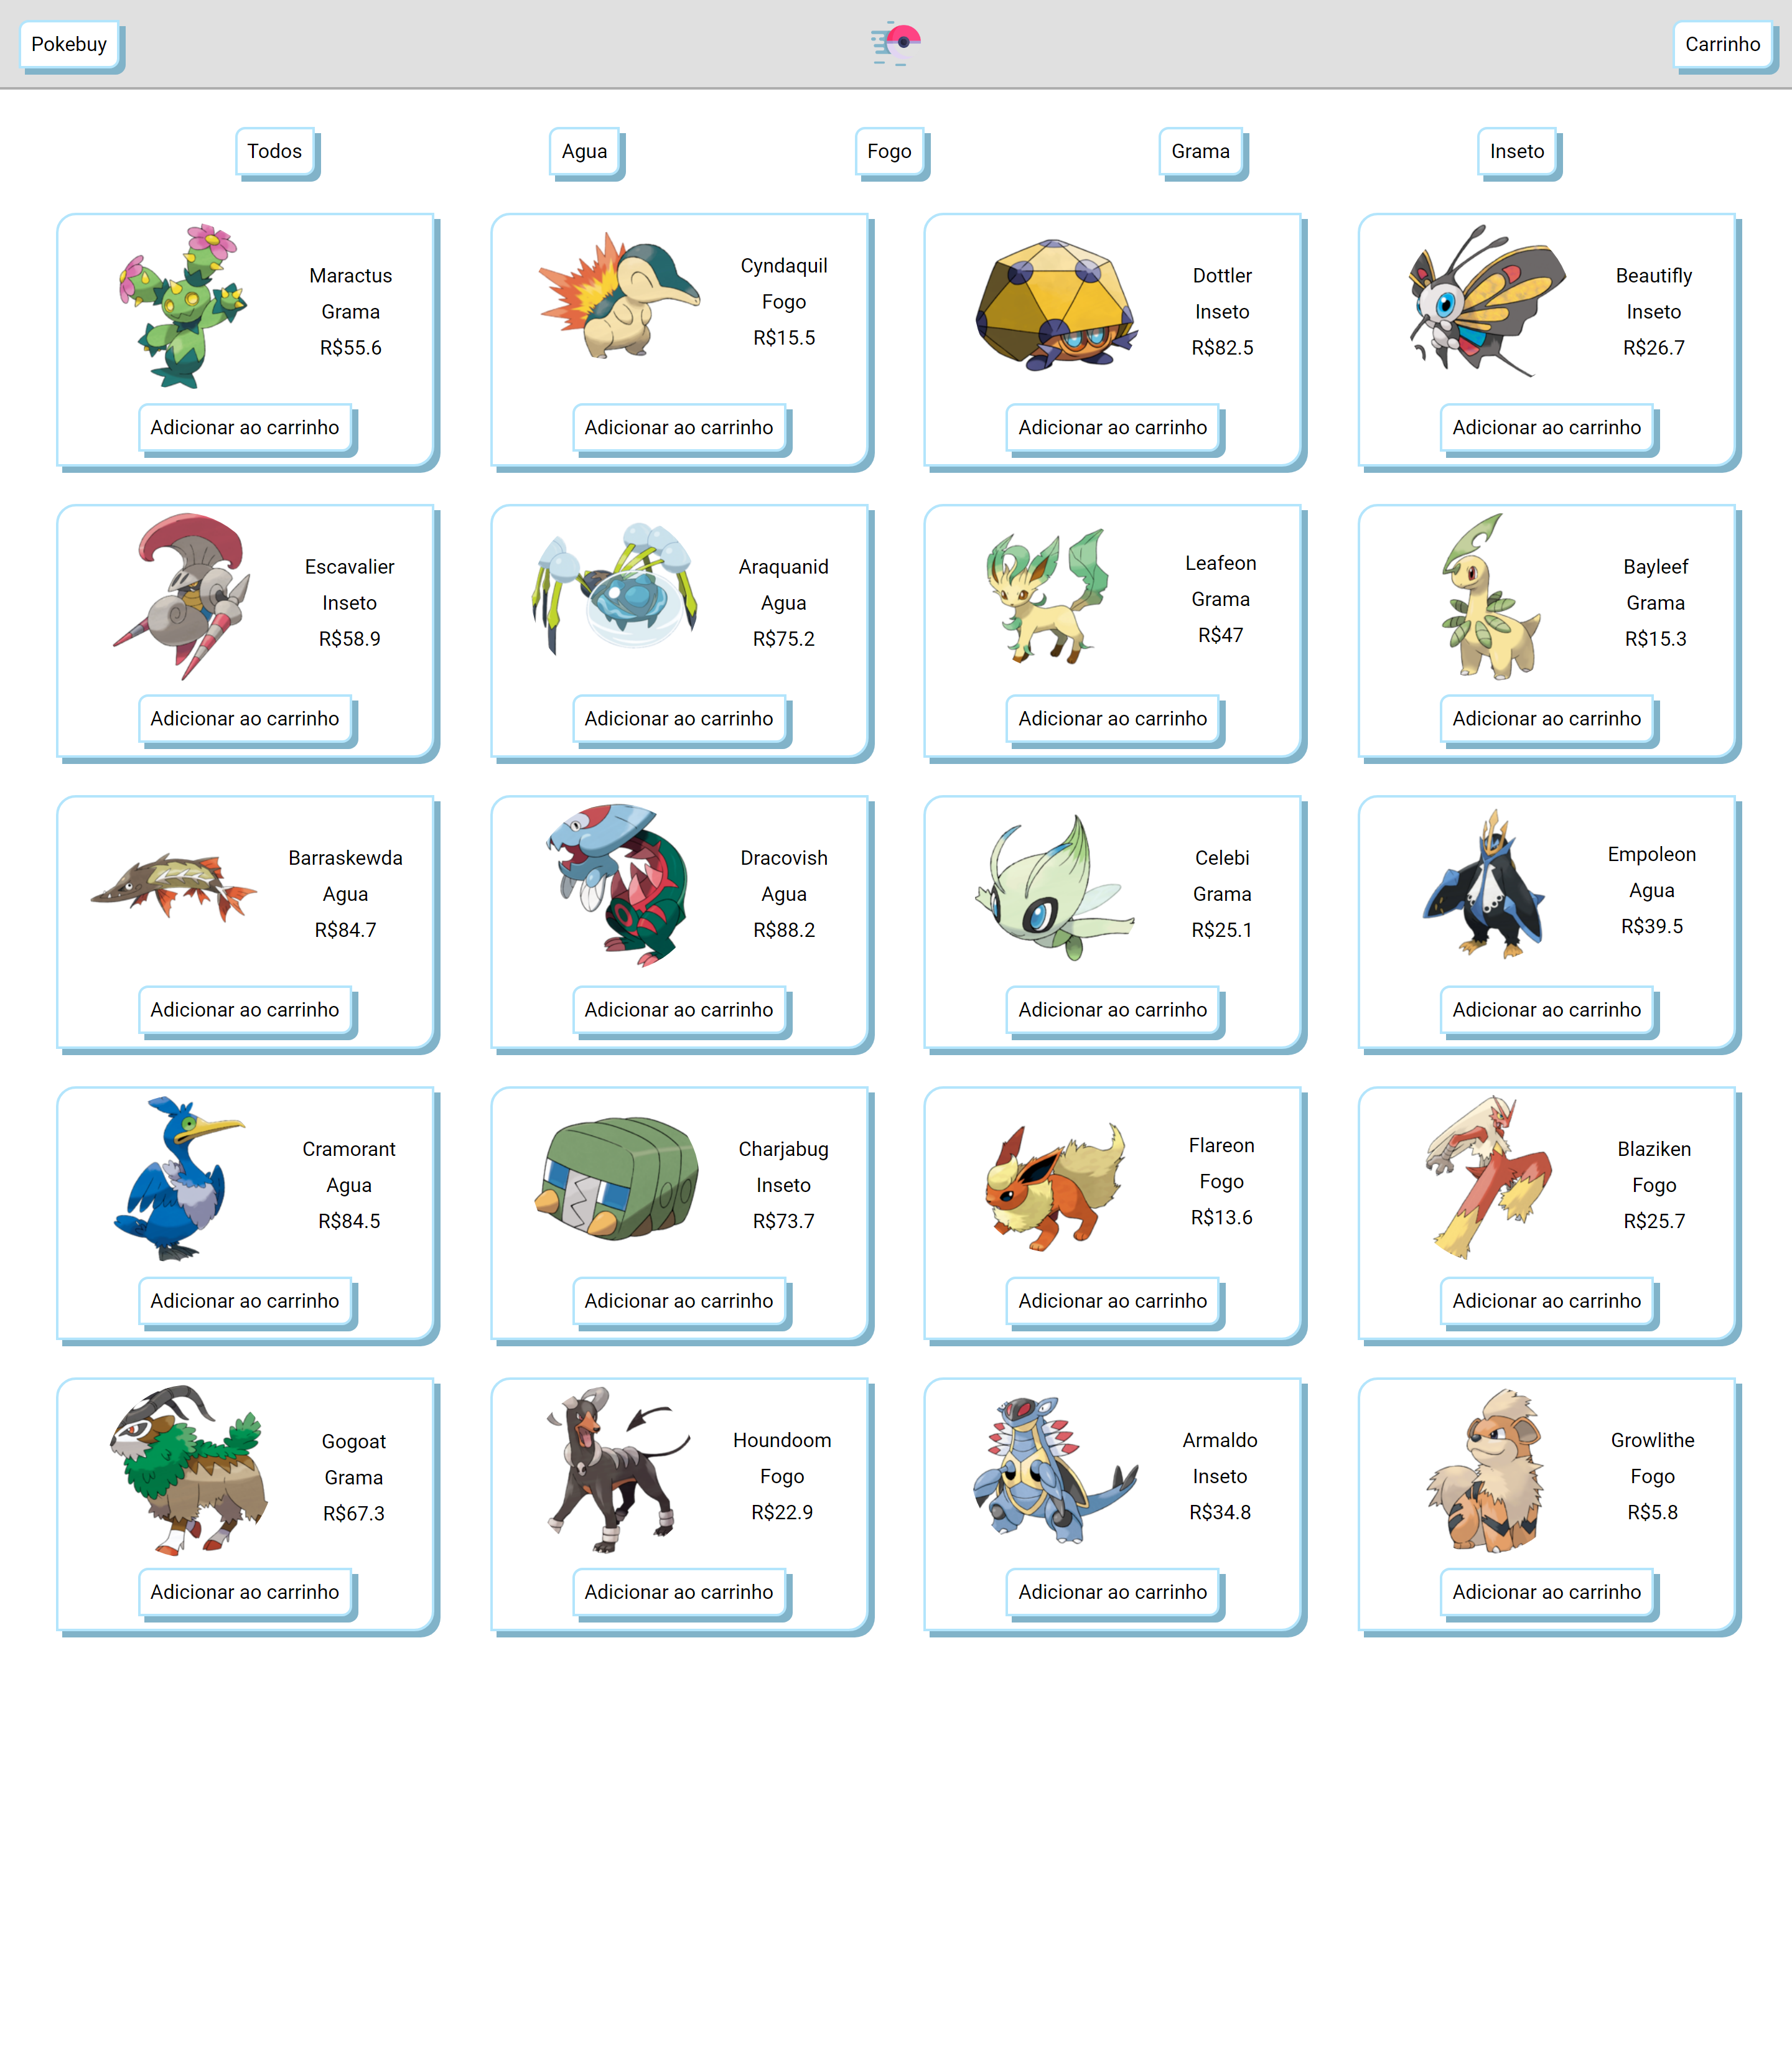 Pokebuy
Carrinho
Todos
Agua
Fogo
Grama
Inseto
Maractus
Grama
R$55.6
Adicionar ao carrinho
Cyndaquil
Fogo
R$15.5
Adicionar ao carrinho
Dottler
Inseto
R$82.5
Adicionar ao carrinho
Beautifly
Inseto
R$26.7
Adicionar ao carrinho
Escavalier
Inseto
R$58.9
Adicionar ao carrinho
Araquanid
Agua
R$75.2
Adicionar ao carrinho
Leafeon
Grama
R$47
Adicionar ao carrinho
Bayleef
Grama
R$15.3
Adicionar ao carrinho
Barraskewda
Agua
R$84.7
Adicionar ao carrinho
Dracovish
Agua
R$88.2
Adicionar ao carrinho
Celebi
Grama
R$25.1
Adicionar ao carrinho
Empoleon
Agua
R$39.5
Adicionar ao carrinho
Cramorant
Agua
R$84.5
Adicionar ao carrinho
Charjabug
Inseto
R$73.7
Adicionar ao carrinho
Flareon
Fogo
R$13.6
Adicionar ao carrinho
Blaziken
Fogo
R$25.7
Adicionar ao carrinho
Gogoat
Grama
R$67.3
Adicionar ao carrinho
Houndoom
Fogo
R$22.9
Adicionar ao carrinho
Armaldo
Inseto
R$34.8
Adicionar ao carrinho
Growlithe
Fogo
R$5.8
Adicionar ao carrinho